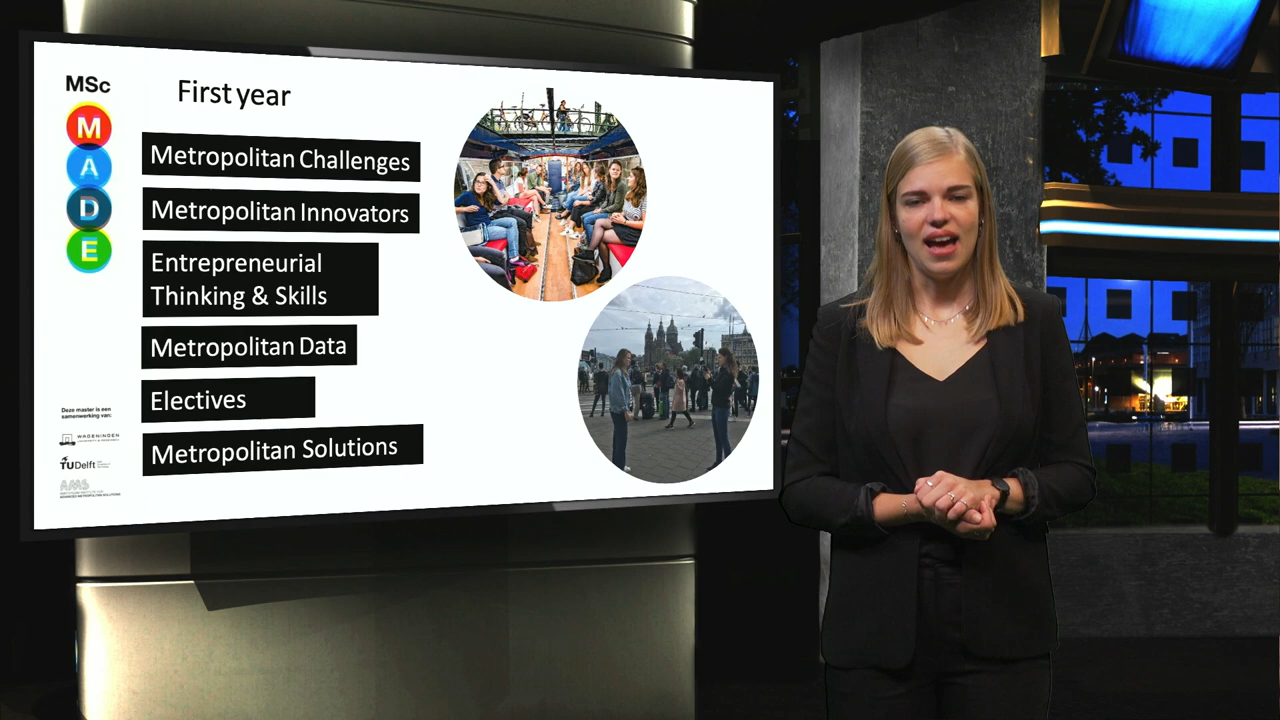 MSc
M
A
D
E
First year
Metropolitan Challenges
Metropolitan Innovators
Entrepreneurial
Thinking & Skills
Metropolitan Data
Electives
Metropolitan Solutions
Deze master is een
samenwerking van:
WAGENINGEN
TUDelft
AMS